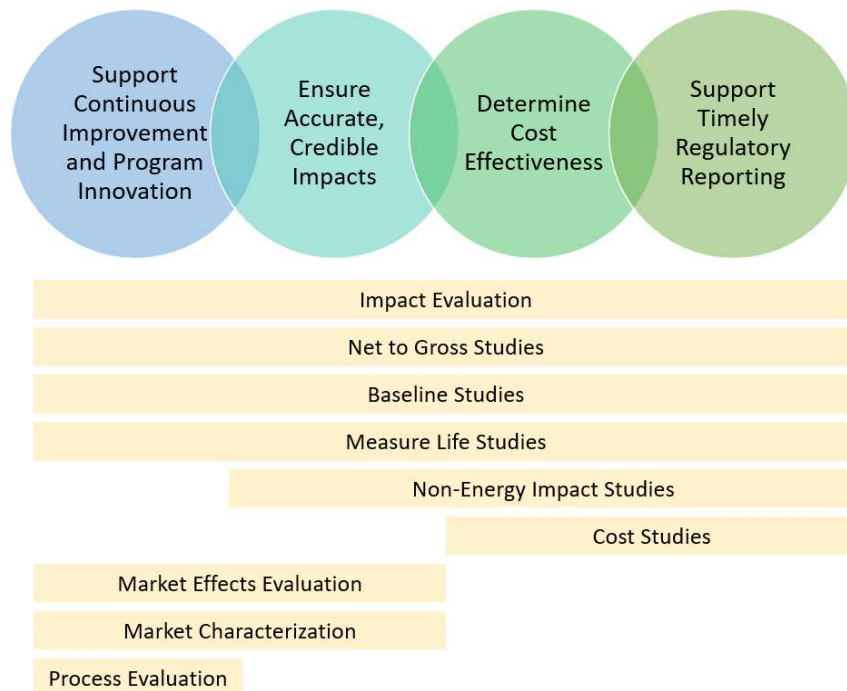 Support
Continuous
Improvement
and Program
Innovation
Ensure
Accurate,
Credible
Impacts
Determine
Cost
Effectiveness
Support
Timely
Regulatory
Reporting
Impact Evaluation
Net to Gross Studies
Baseline Studies
Measure Life Studies
Non-Energy Impact Studies
Cost Studies
Market Effects Evaluation
Market Characterization
Process Evaluation